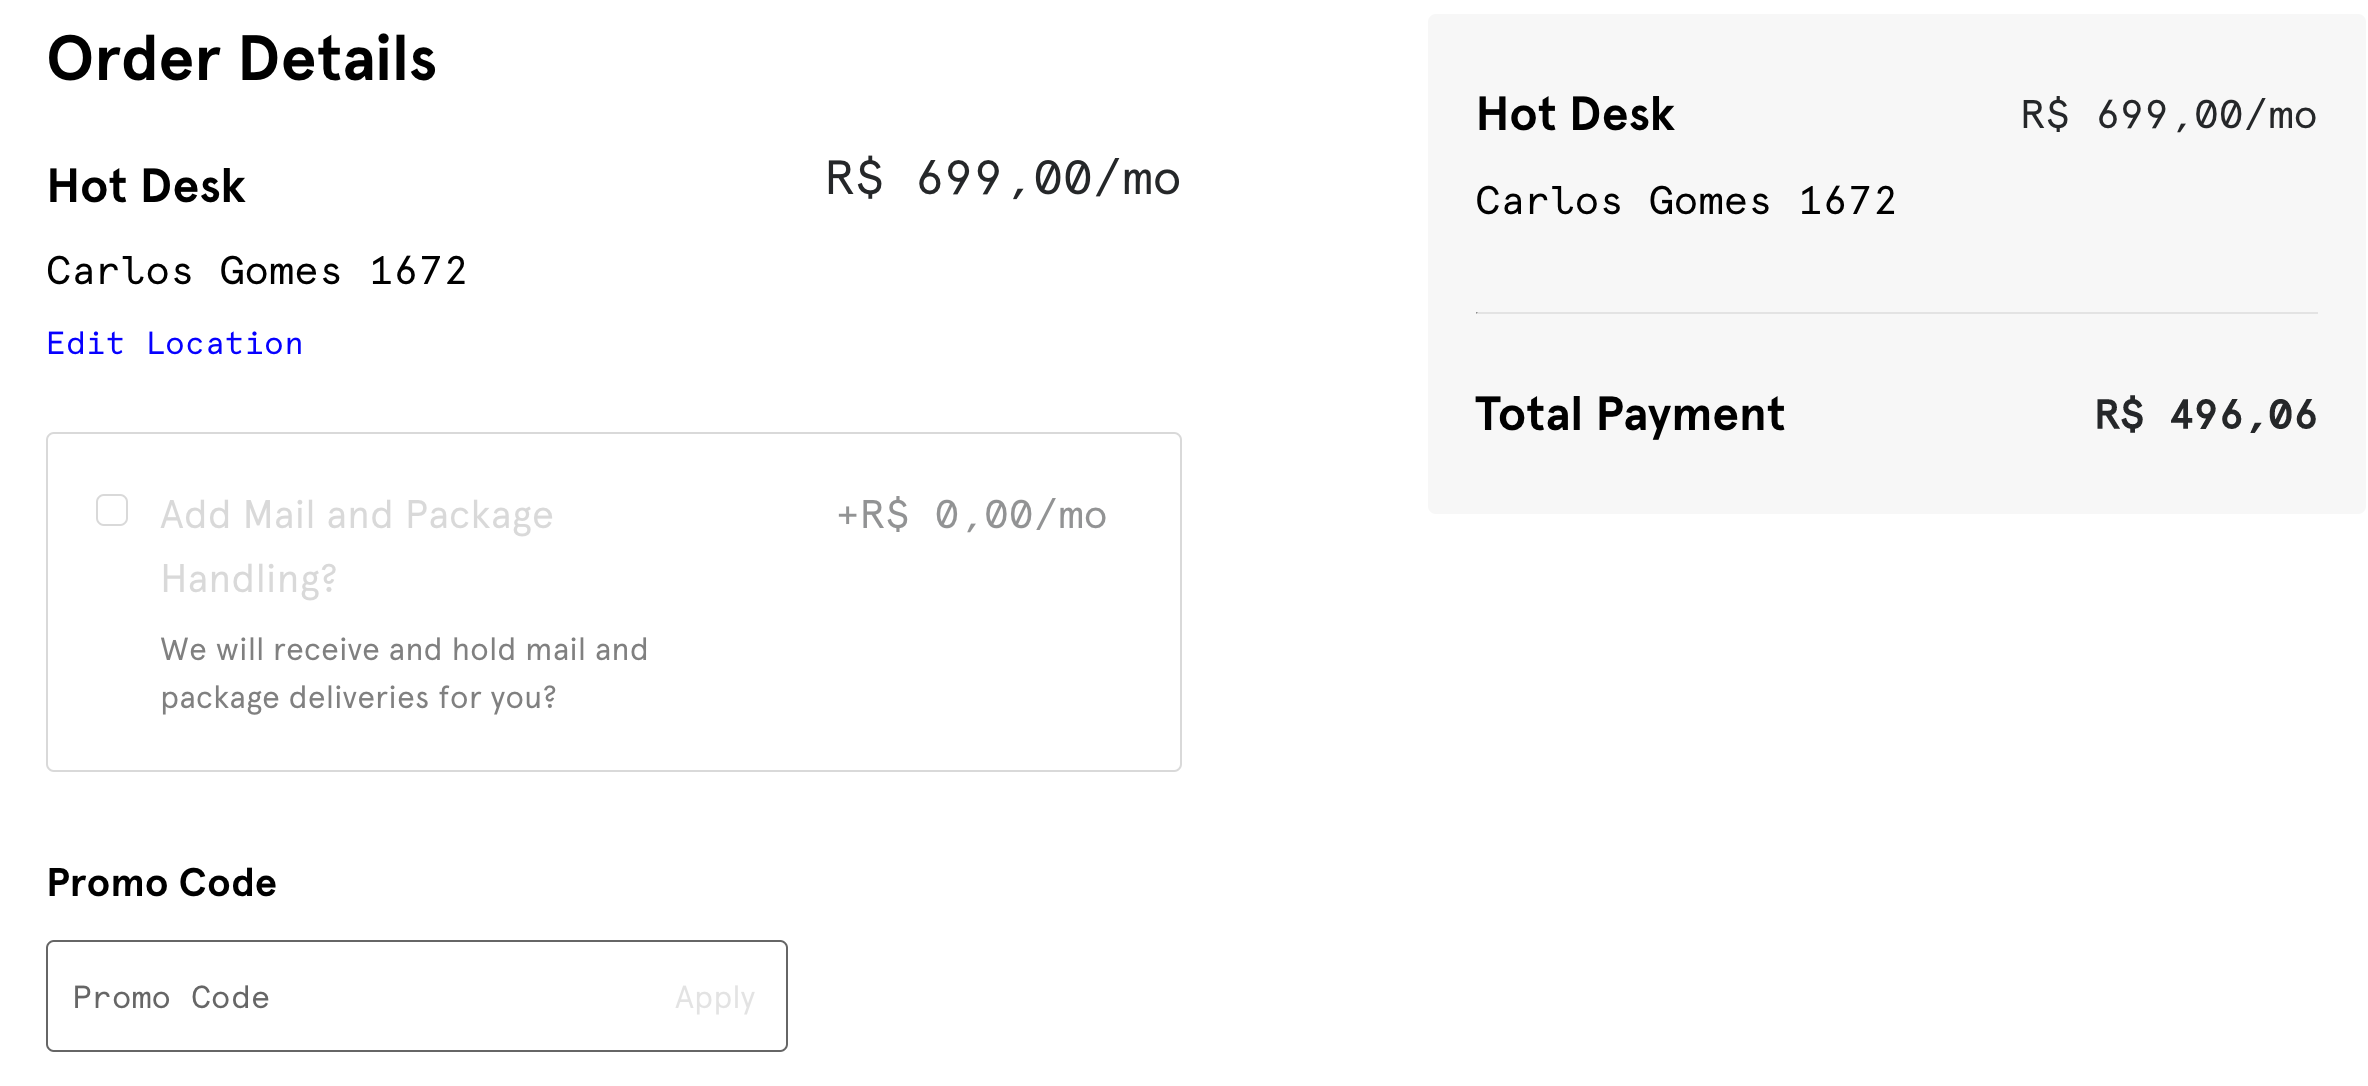 Order Details
Hot Desk
R$ 699,00/mo
Carlos Gomes 1672
Edit Location
Add Mail and Package
Handling?
+R$ 0,00/mo
We will receive and hold mail and
package deliveries for you?
Promo Code
Promo Code
Apply
Hot Desk
R$ 699,00/mo
Carlos Gomes 1672
Total Payment
R$ 496,06